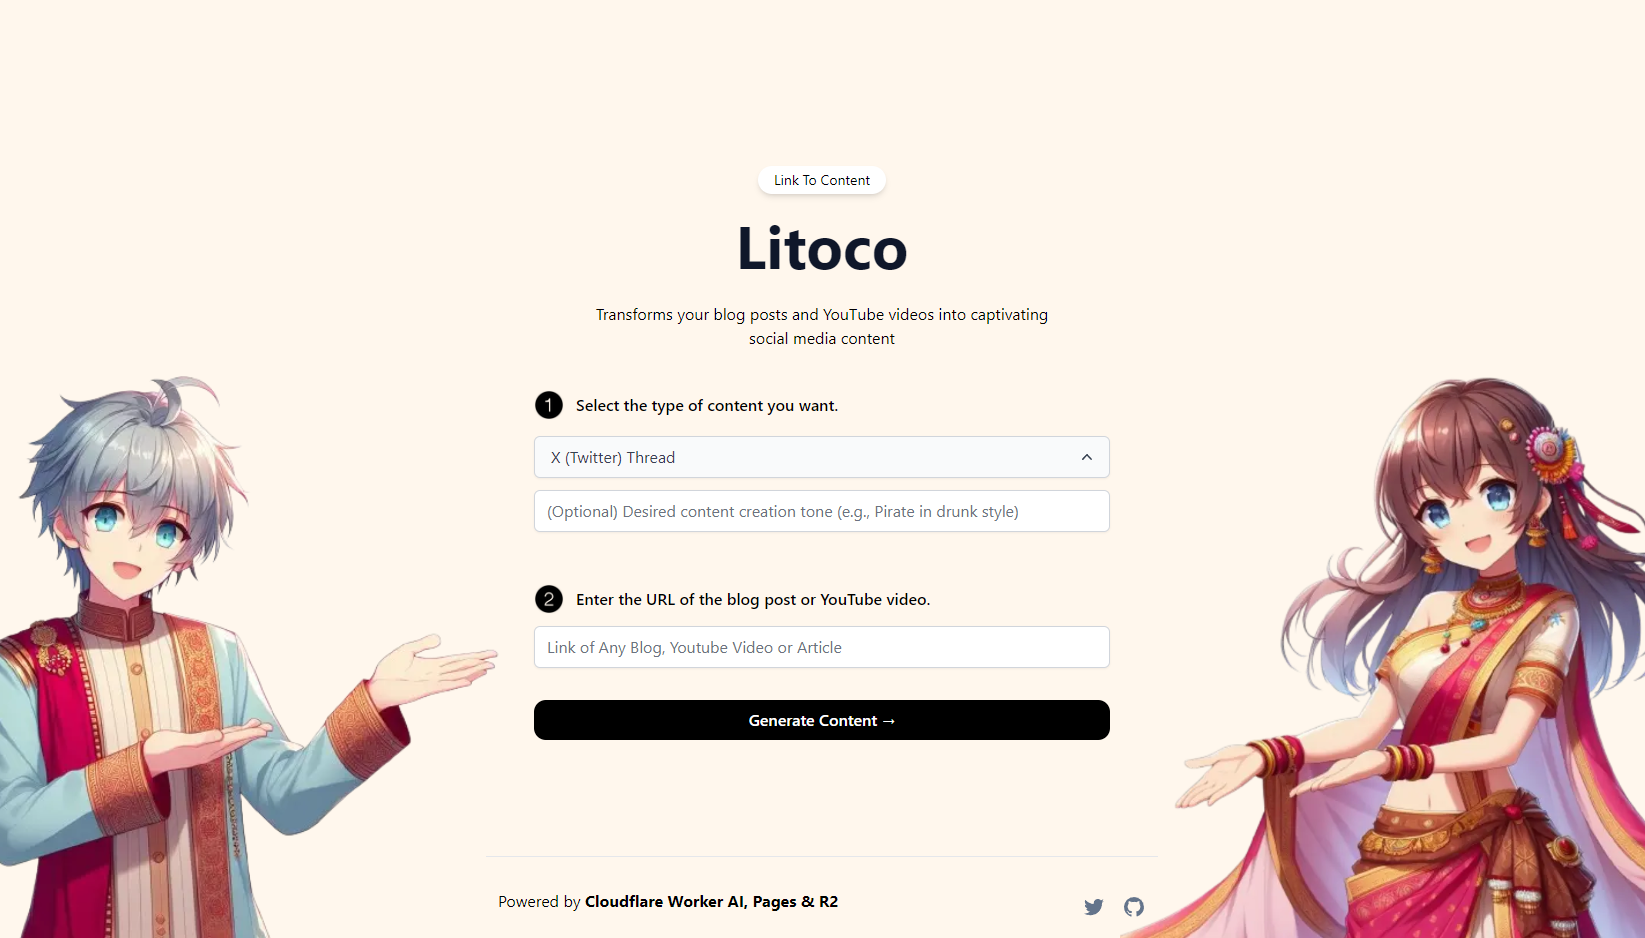 Link To Content
Litoco
Transforms your blog posts and YouTube videos into captivating
social media content
1 Select the type of content you want.
X (Twitter) Thread
(Optional) Desired content creation tone (e.g., Pirate in drunk style)
2 Enter the URL of the blog post or YouTube video.
Link of Any Blog, Youtube Video or Article
Generate Content →
Powered by Cloudflare Worker AI, Pages & R2